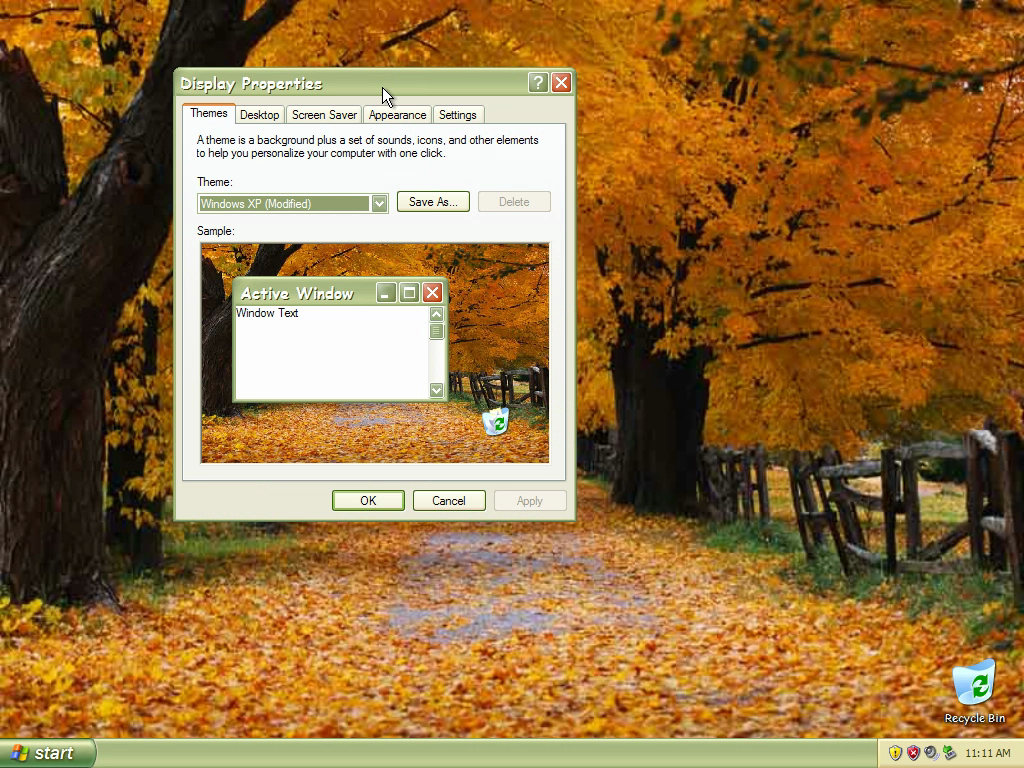 Display Properties
Themes Desktop Screen Saver Appearance Settings
A theme is a background plus a set of sounds, icons, and other elements
to help you personalize your computer with one click.
Theme:
Windows XP (Modified) Save As... Delete
Sample:
Active Window
Window Text
OK Cancel Apply
Recycle Bin
start 11:11 AM